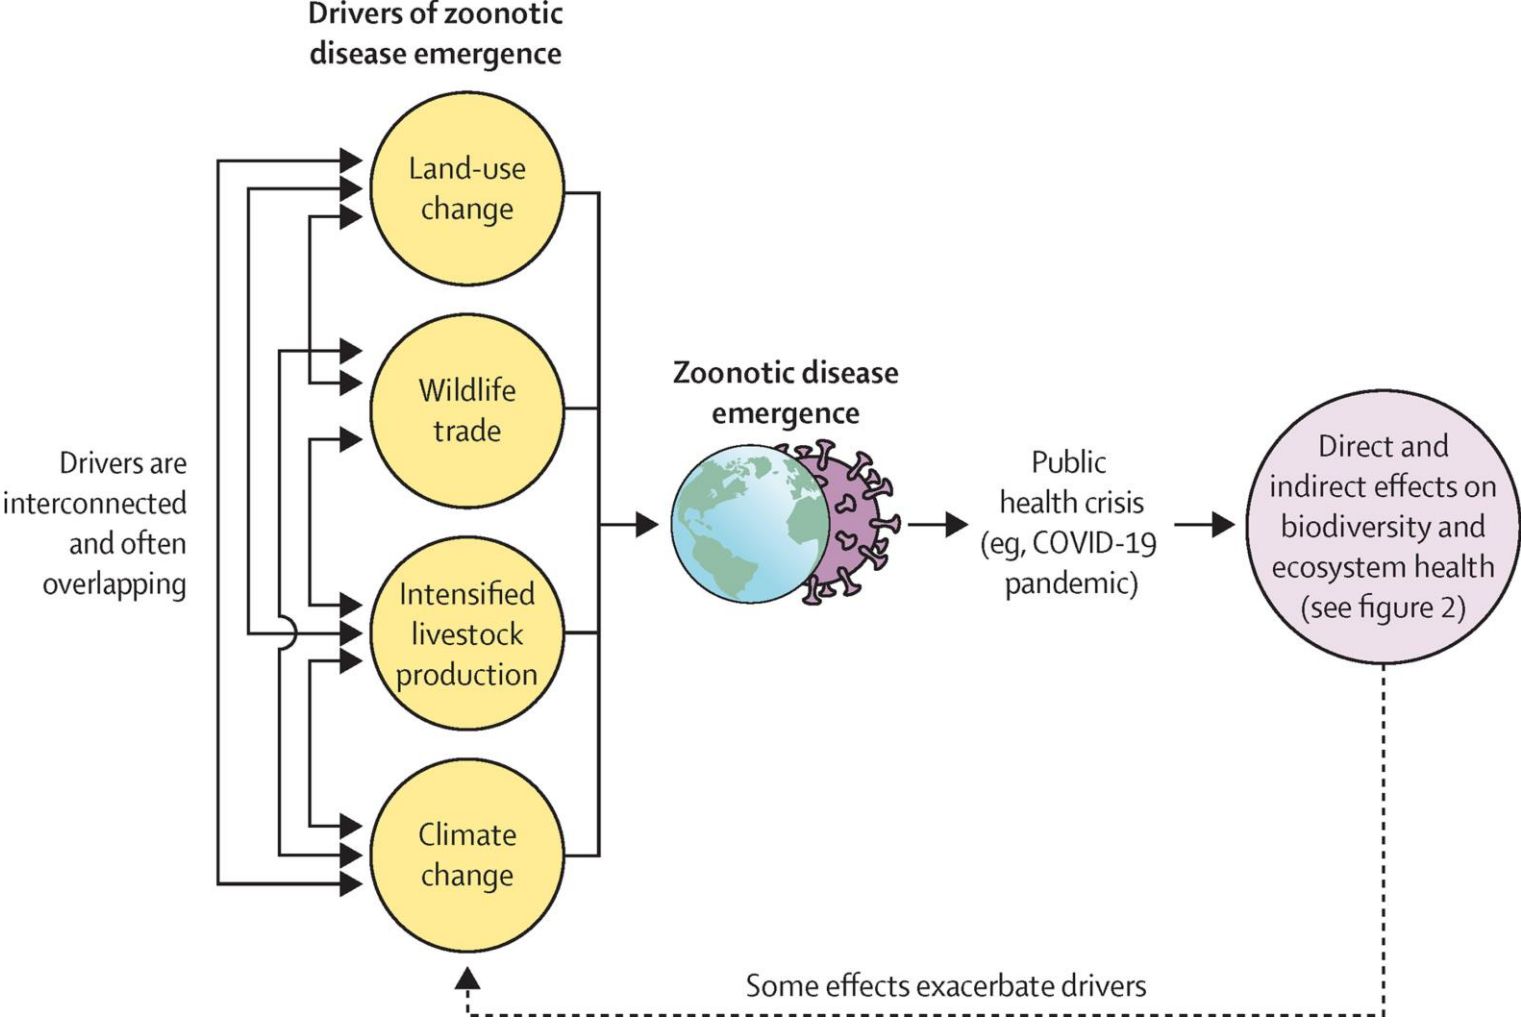 Drivers of zoonotic
disease emergence
Land-use
change
Wildlife
trade
Intensified
livestock
production
Climate
change
Drivers are
interconnected
and often
overlapping
Zoonotic disease
emergence
Public
health crisis
(eg, COVID-19
pandemic)
Direct and
indirect effects on
biodiversity and
ecosystem health
(see figure 2)
Some effects exacerbate drivers